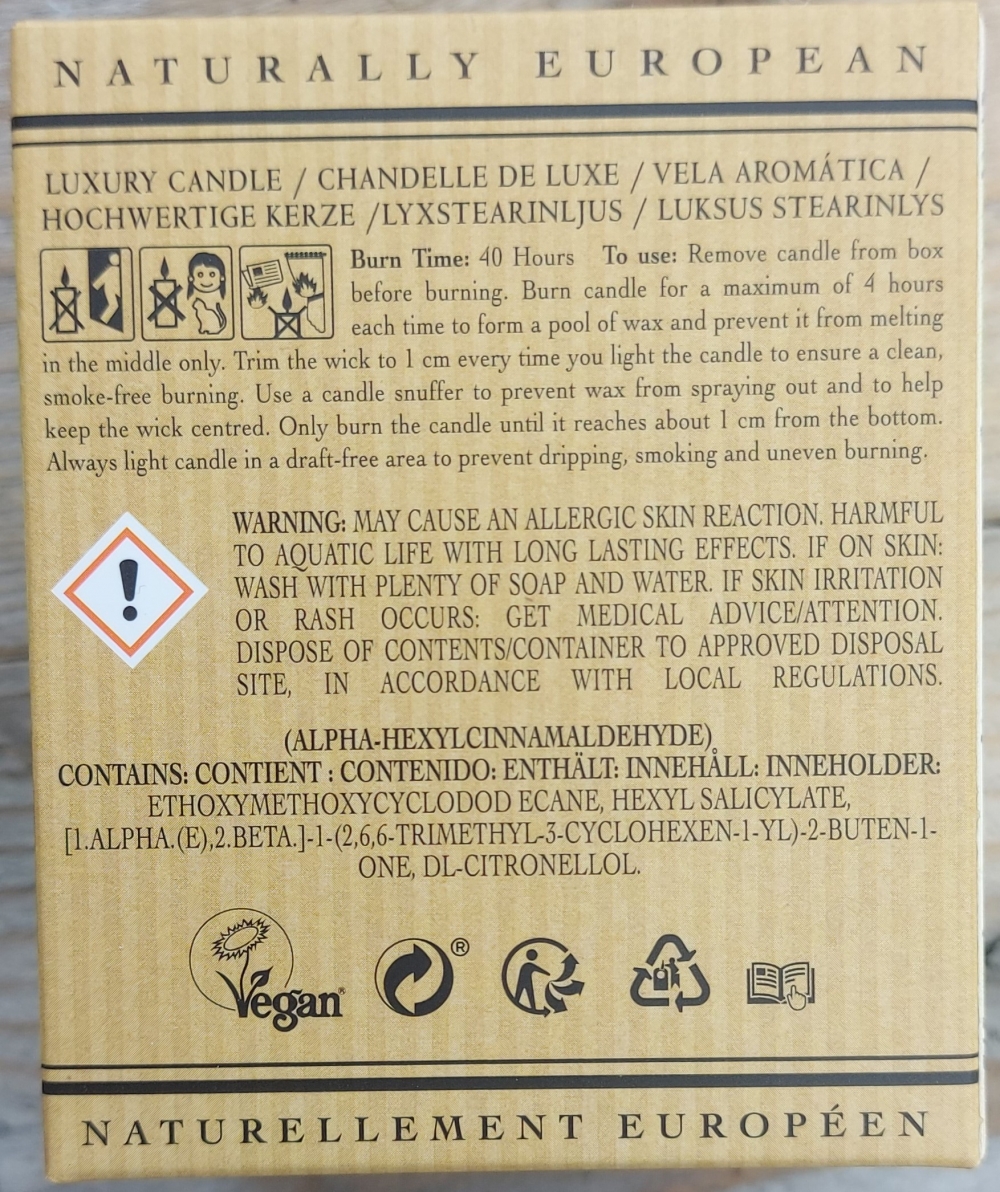 NATURALLY EUROPEAN
LUXURY CANDLE / CHANDELLE DE LUXE / VELA AROMÁTICA /
HOCHWERTIGE KERZE /LYXSTEARINLJUS / LUKSUS STEARINLYS
Burn Time: 40 Hours To use: Remove candle from box
before burning. Burn candle for a maximum of 4 hours
each time to form a pool of wax and prevent it from melting
in the middle only. Trim the wick to 1 cm every time you light the candle to ensure a clean,
smoke-free burning. Use a candle snuffer to prevent wax from spraying out and to help
keep the wick centred. Only burn the candle until it reaches about 1 cm from the bottom.
Always light candle in a draft-free area to prevent dripping, smoking and uneven burning.
WARNING: MAY CAUSE AN ALLERGIC SKIN REACTION. HARMFUL
TO AQUATIC LIFE WITH LONG LASTING EFFECTS. IF ON SKIN:
WASH WITH PLENTY OF SOAP AND WATER. IF SKIN IRRITATION
OR RASH OCCURS: GET MEDICAL ADVICE/ATTENTION.
DISPOSE OF CONTENTS/CONTAINER TO APPROVED DISPOSAL
SITE, IN ACCORDANCE WITH LOCAL REGULATIONS.
(ALPHA-HEXYLCINNAMALDEHYDE)
CONTAINS: CONTIENT : CONTENIDO: ENTHÄLT: INNEHÅLL: INNEHOLDER:
ETHOXYMETHOXYCYCLODOD ECANE, HEXYL SALICYLATE,
[1.ALPHA.(E),2.BETA.]-1-(2,6,6-TRIMETHYL-3-CYCLOHEXEN-1-YL)-2-BUTEN-1-
ONE, DL-CITRONELLOL.
Vegan®
®
NATURELLEMENT EUROPÉEN